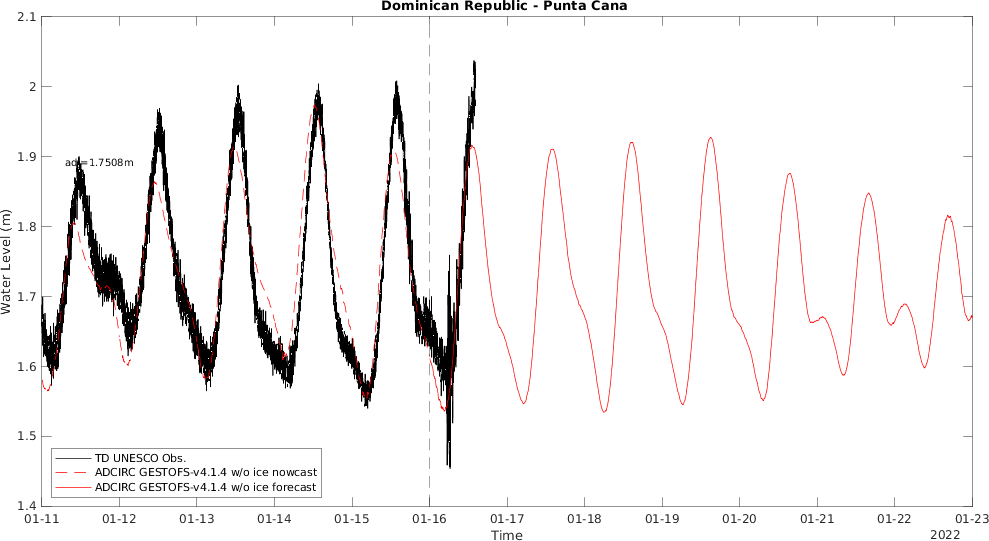 Dominican Republic - Punta Cana
2.1
2
1.9
1.8
1.7
1.6
1.5
1.4
Water Level (m)
adj=1.7508m
TD UNESCO Obs.
ADCIRC GESTOFS-v4.1.4 w/o ice nowcast
ADCIRC GESTOFS-v4.1.4 w/o ice forecast
01-11 01-12 01-13 01-14 01-15 01-16 01-17 01-18 01-19 01-20 01-21 01-22 01-23
Time
2022